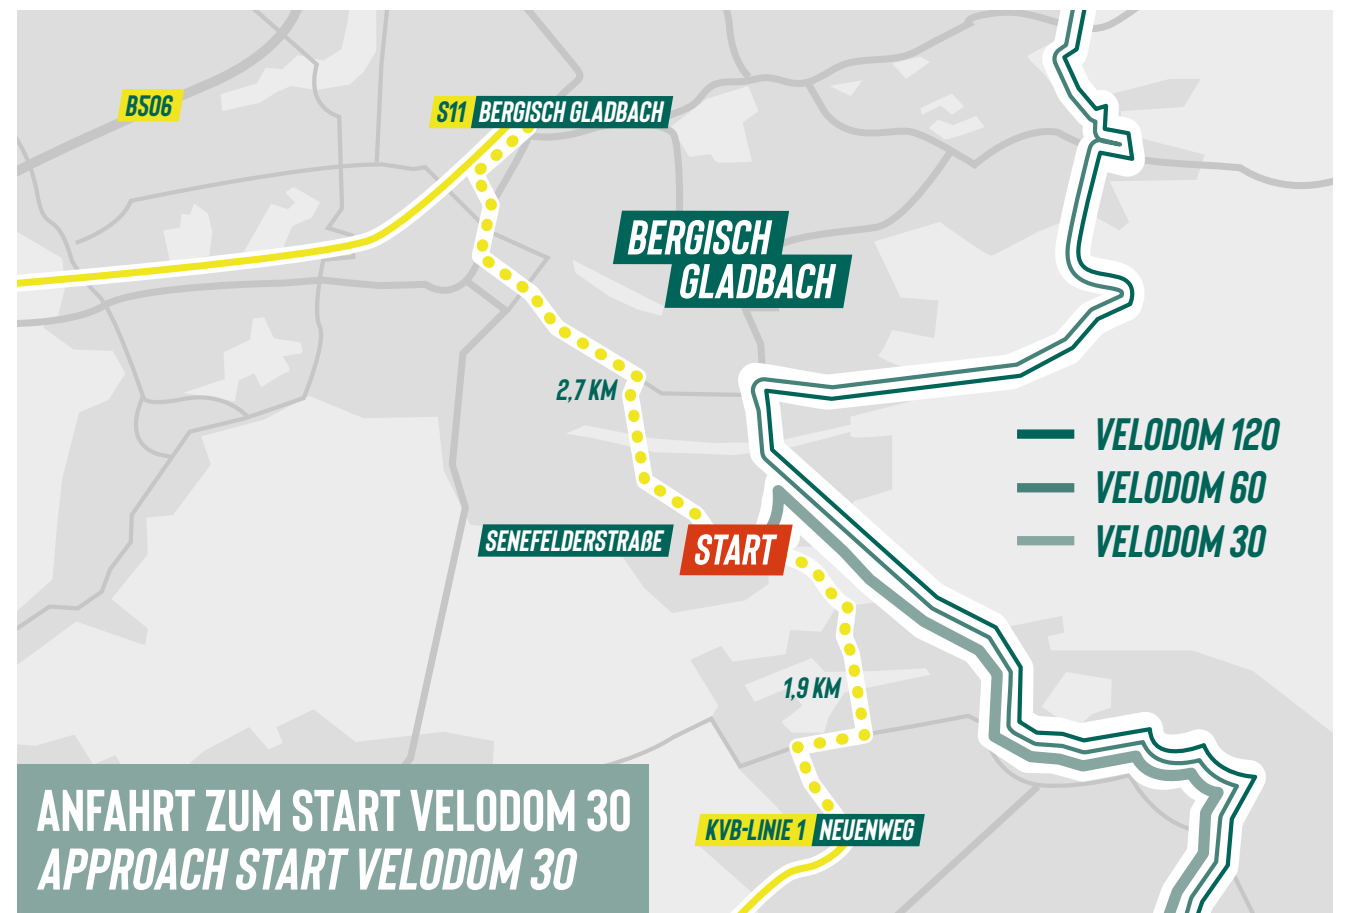 B506
S11 BERGISCH GLADBACH
BERGISCH
GLADBACH
2,7 KM
VELODOM 120
VELODOM 60
VELODOM 30
SENEFELDERSTRAßE
START
1,9 KM
KVB-LINIE 1 NEUENWEG
ANFAHRT ZUM START VELODOM 30
APPROACH START VELODOM 30